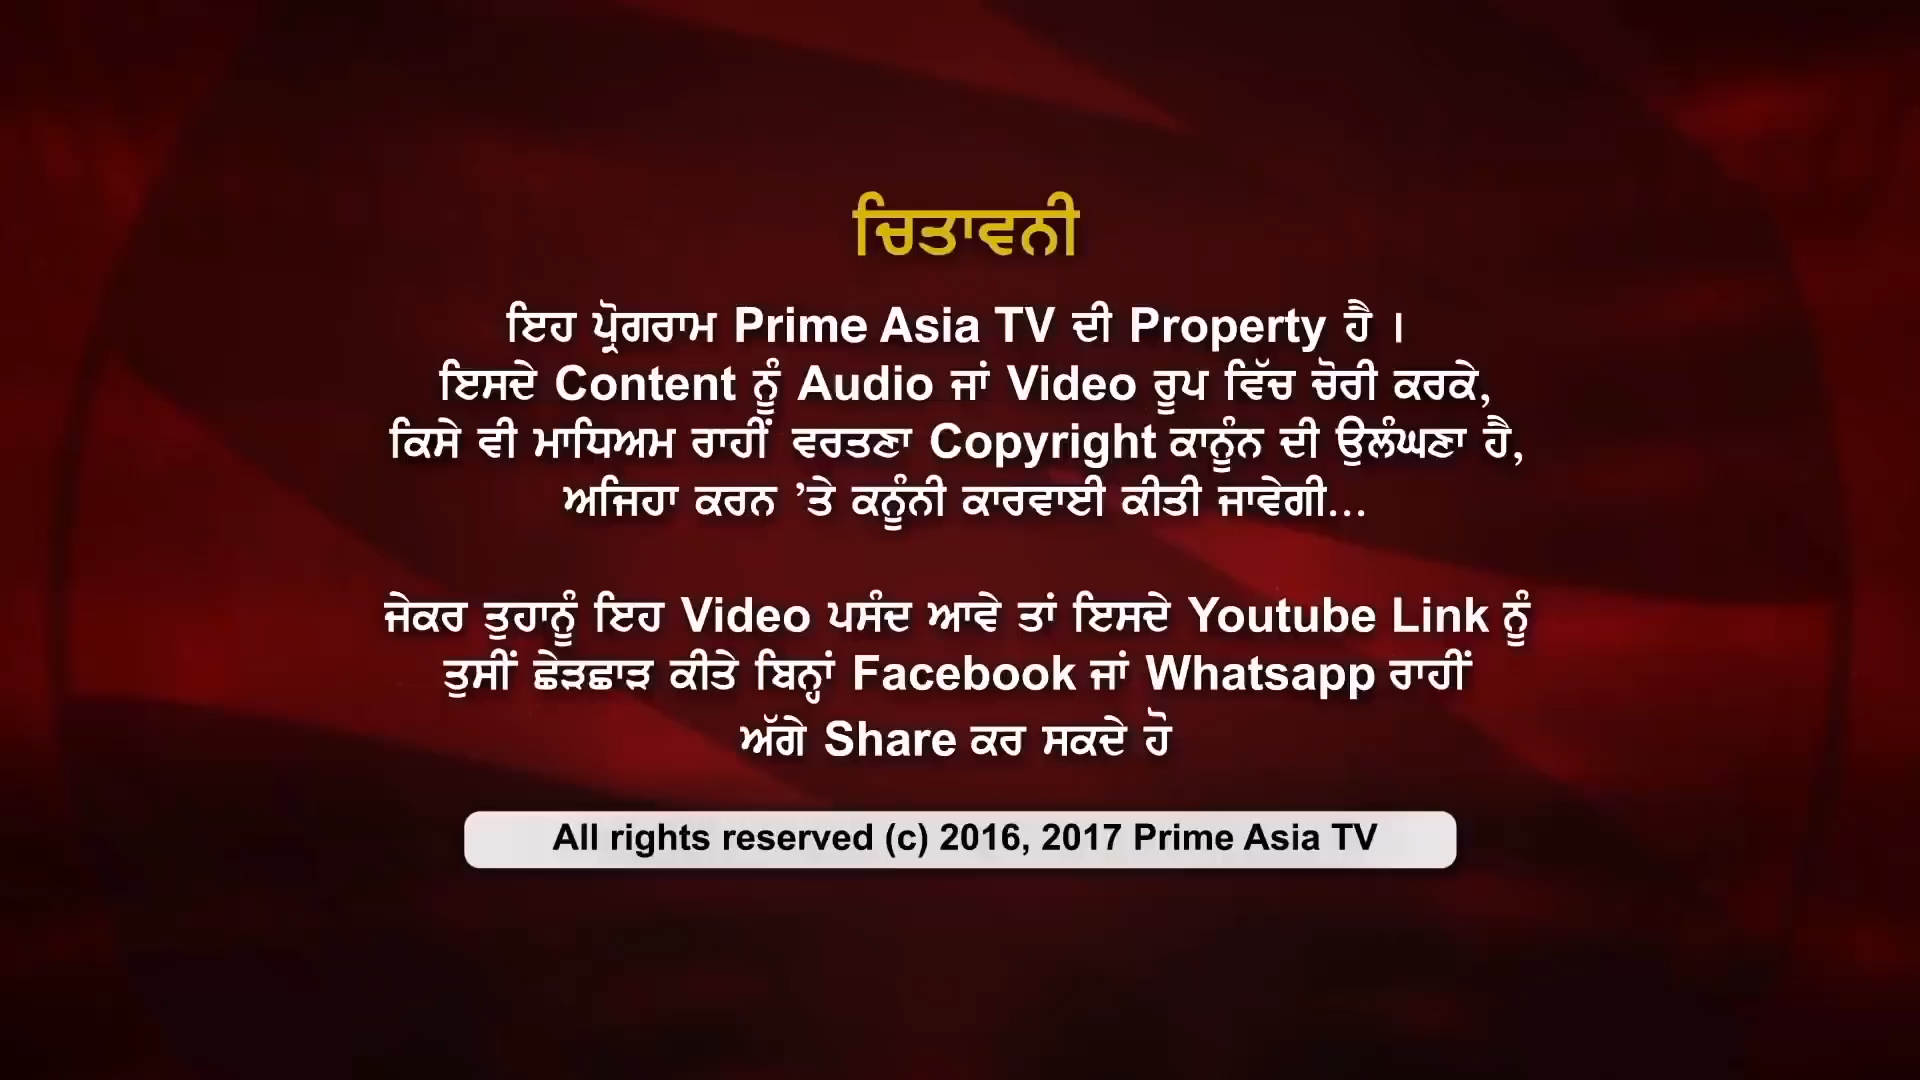 ਚਿਤਾਵਨੀ
ਇਹ ਪ੍ਰੋਗਰਾਮ Prime Asia TV ਦੀ Property ਹੈ ।
ਇਸਦੇ Content ਨੂੰ Audio ਜਾਂ Video ਰੂਪ ਵਿੱਚ ਚੋਰੀ ਕਰਕੇ,
ਕਿਸੇ ਵੀ ਮਾਧਿਅਮ ਰਾਹੀਂ ਵਰਤਣਾ Copyright ਕਾਨੂੰਨ ਦੀ ਉਲੰਘਣਾ ਹੈ,
ਅਜਿਹਾ ਕਰਨ ’ਤੇ ਕਨੂੰਨੀ ਕਾਰਵਾਈ ਕੀਤੀ ਜਾਵੇਗੀ...
ਜੇਕਰ ਤੁਹਾਨੂੰ ਇਹ Video ਪਸੰਦ ਆਵੇ ਤਾਂ ਇਸਦੇ Youtube Link ਨੂੰ
ਤੁਸੀਂ ਛੇੜਛਾੜ ਕੀਤੇ ਬਿਨ੍ਹਾਂ Facebook ਜਾਂ Whatsapp ਰਾਹੀਂ
ਅੱਗੇ Share ਕਰ ਸਕਦੇ ਹੋ
All rights reserved (c) 2016, 2017 Prime Asia TV